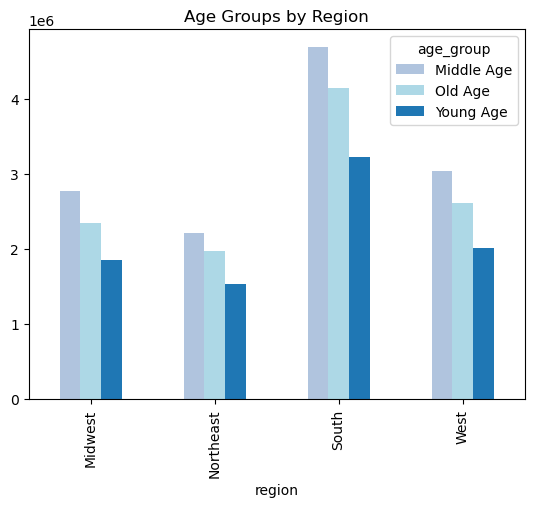 Age Groups by Region
1e6
age_group
Middle Age
Old Age
Young Age
4
3
2
1
0
Midwest
Northeast
South
West
region